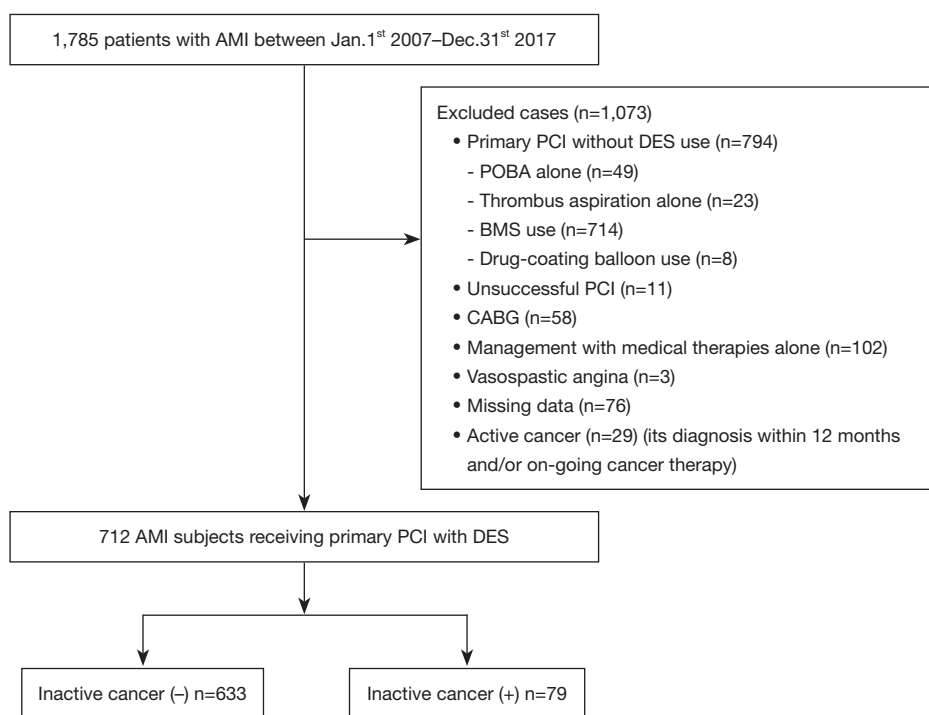 1,785 patients with AMI between Jan.1st 2007–Dec.31st 2017
Excluded cases (n=1,073)
• Primary PCI without DES use (n=794)
- POBA alone (n=49)
- Thrombus aspiration alone (n=23)
- BMS use (n=714)
- Drug-coating balloon use (n=8)
• Unsuccessful PCI (n=11)
• CABG (n=58)
• Management with medical therapies alone (n=102)
• Vasospastic angina (n=3)
• Missing data (n=76)
• Active cancer (n=29) (its diagnosis within 12 months
and/or on-going cancer therapy)
712 AMI subjects receiving primary PCI with DES
Inactive cancer (–) n=633
Inactive cancer (+) n=79